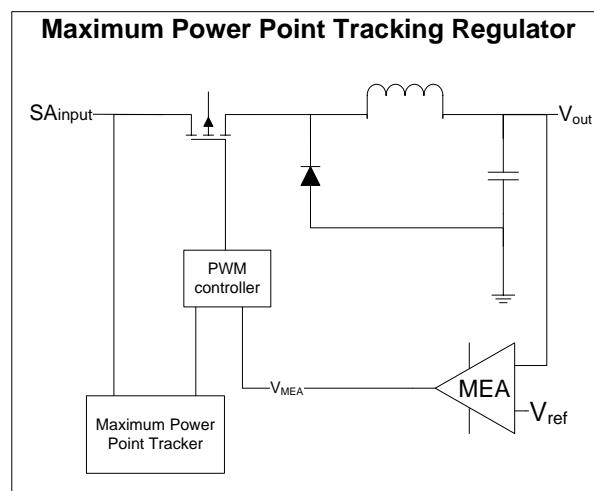 Maximum Power Point Tracking Regulator
SAinput
Vout
PWM
controller
VMEA
MEA
Vref
Maximum Power
Point Tracker